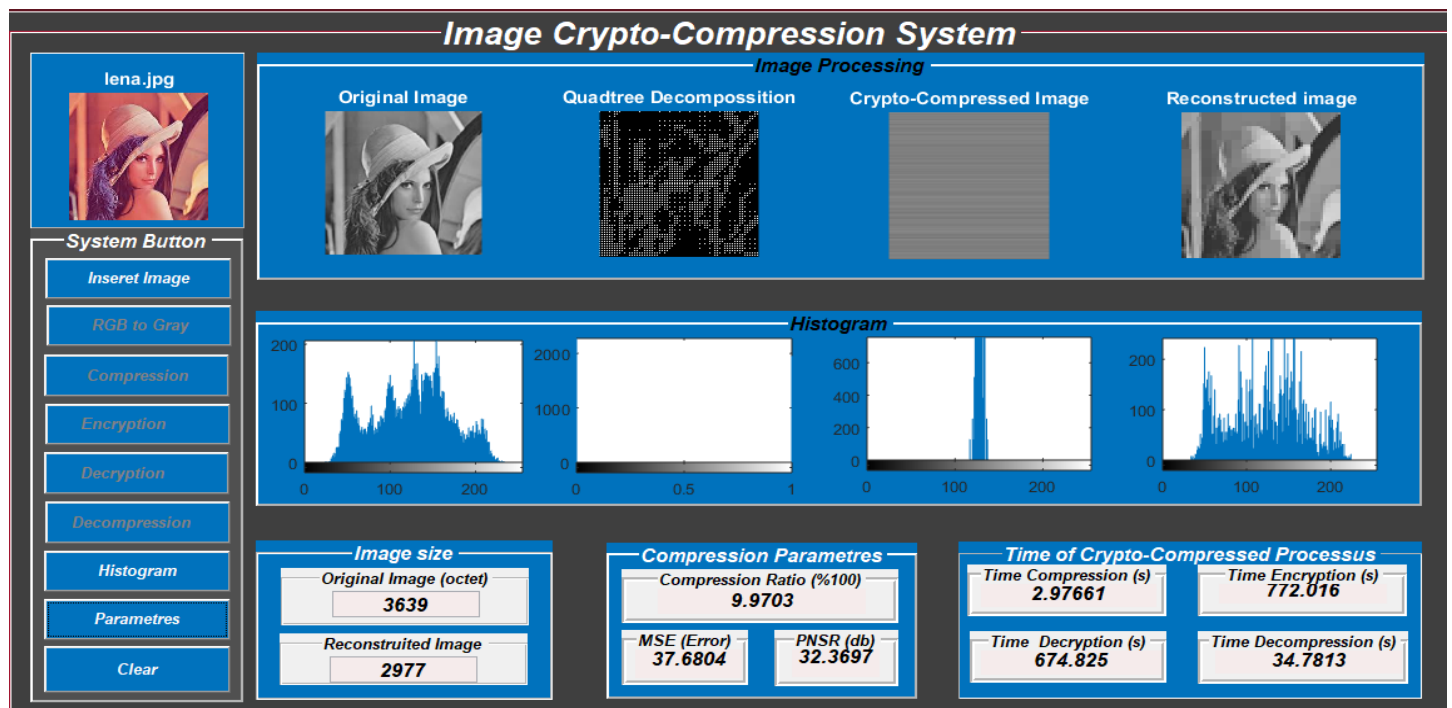 Image Crypto-Compression System
lena.jpg
System Button
Inseret Image
RGB to Gray
Compression
Encryption
Decryption
Decompression
Histogram
Parametres
Clear
Image Processing
Original Image
Quadtree Decompossition
Crypto-Compressed Image
Reconstructed image
Histogram
200
100
0
0 100 200
2000
1000
0
0 0.5 1
600
400
200
0
0 100 200
200
100
0
0 100 200
Image size
Original Image (octet)
3639
Reconstruited Image
2977
Compression Parametres
Compression Ratio (%100)
9.9703
MSE (Error)
37.6804
PNSR (db)
32.3697
Time of Crypto-Compressed Processus
Time Compression (s)
2.97661
Time Encryption (s)
772.016
Time Decryption (s)
674.825
Time Decompression (s)
34.7813